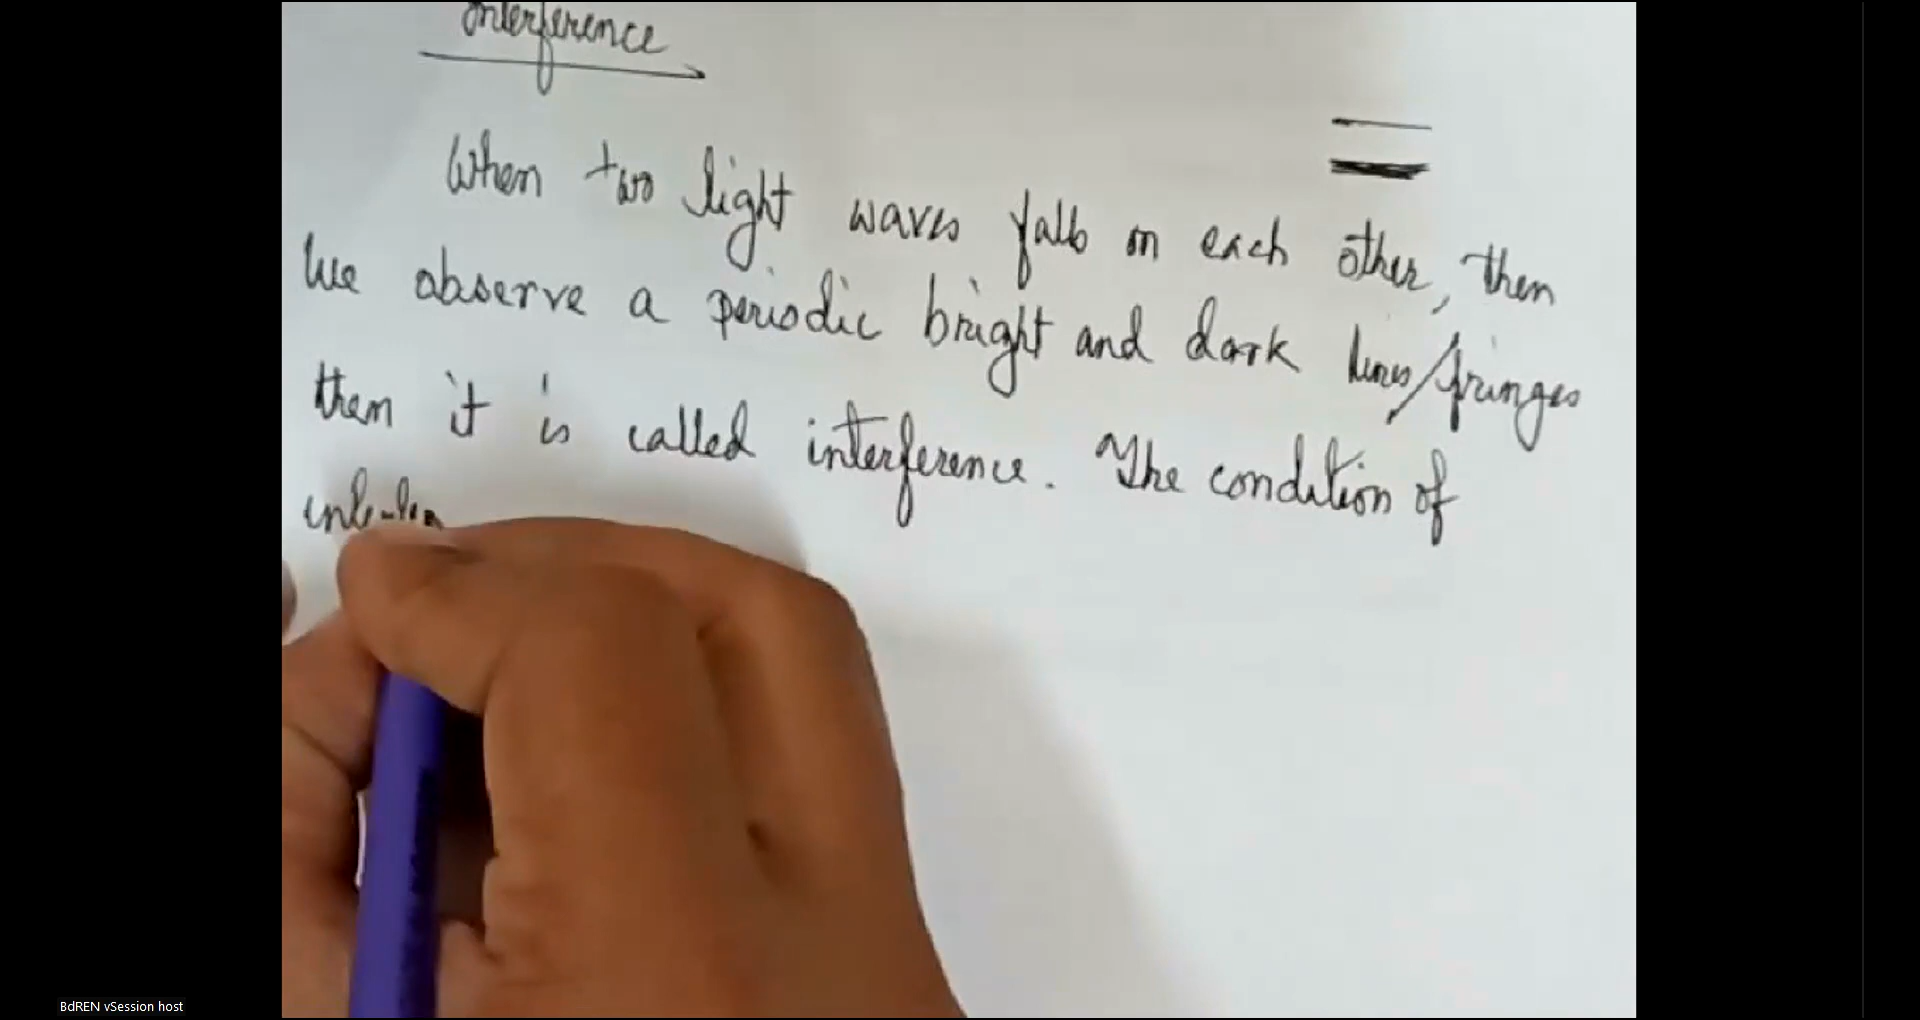 Interference
When two light waves falls on each other, then
we observe a periodic bright and dark lines/fringes
then it is called interference. The condition of
BdREN vSession host